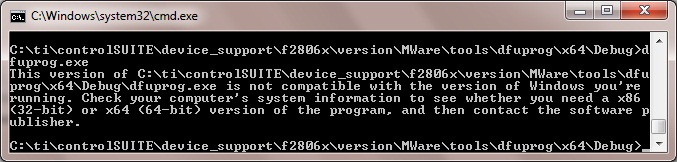 C:\Windows\system32\cmd.exe
C:\ti\controlSUITE\device_support\f2806x\version\MWare\tools\dfuprog\x64\Debug>d
fuprog.exe
This version of C:\ti\controlSUITE\device_support\f2806x\version\MWare\tools\dfu
prog\x64\Debug\dfuprog.exe is not compatible with the version of Windows you're
running. Check your computer's system information to see whether you need a x86
(32-bit) or x64 (64-bit) version of the program, and then contact the software p
ublisher.
C:\ti\controlSUITE\device_support\f2806x\version\MWare\tools\dfuprog\x64\Debug>_